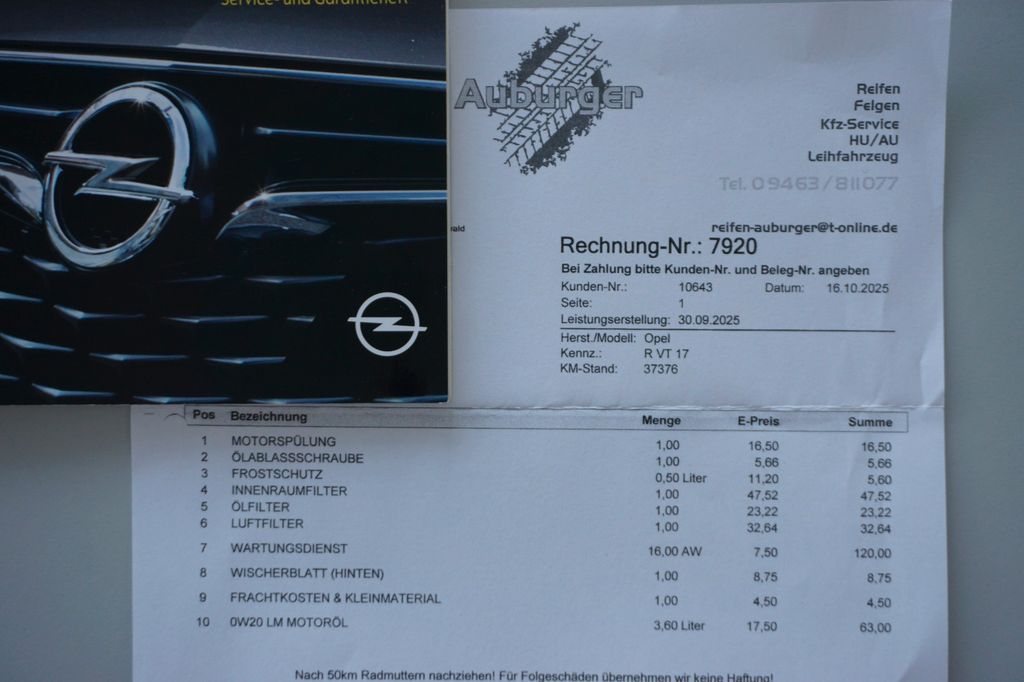 Service- und Garantieheft
Auburger
Reifen
Felgen
Kfz-Service
HU/AU
Leihfahrzeug
Tel. 09463/811077
reifen-auburger@t-online.de
Rechnung-Nr.: 7920
Bei Zahlung bitte Kunden-Nr. und Beleg-Nr. angeben
Kunden-Nr.: 10643 Datum: 16.10.2025
Seite: 1
Leistungserstellung: 30.09.2025
Herst./Modell: Opel
Kennz.: R VT 17
KM-Stand: 37376
Pos Bezeichnung Menge E-Preis Summe
1 MOTORSPÜLUNG 1,00 16,50 16,50
2 ÖLABLASSSCHRAUBE 1,00 5,66 5,66
3 FROSTSCHUTZ 0,50 Liter 11,20 5,60
4 INNENRAUMFILTER 1,00 47,52 47,52
5 ÖLFILTER 1,00 23,22 23,22
6 LUFTFILTER 1,00 32,64 32,64
7 WARTUNGSDIENST 16,00 AW 7,50 120,00
8 WISCHERBLATT (HINTEN) 1,00 8,75 8,75
9 FRACHTKOSTEN & KLEINMATERIAL 1,00 4,50 4,50
10 0W20 LM MOTORÖL 3,60 Liter 17,50 63,00
Nach 50km Radmuttern nachziehen! Für Folgeschäden übernehmen wir keine Haftung!